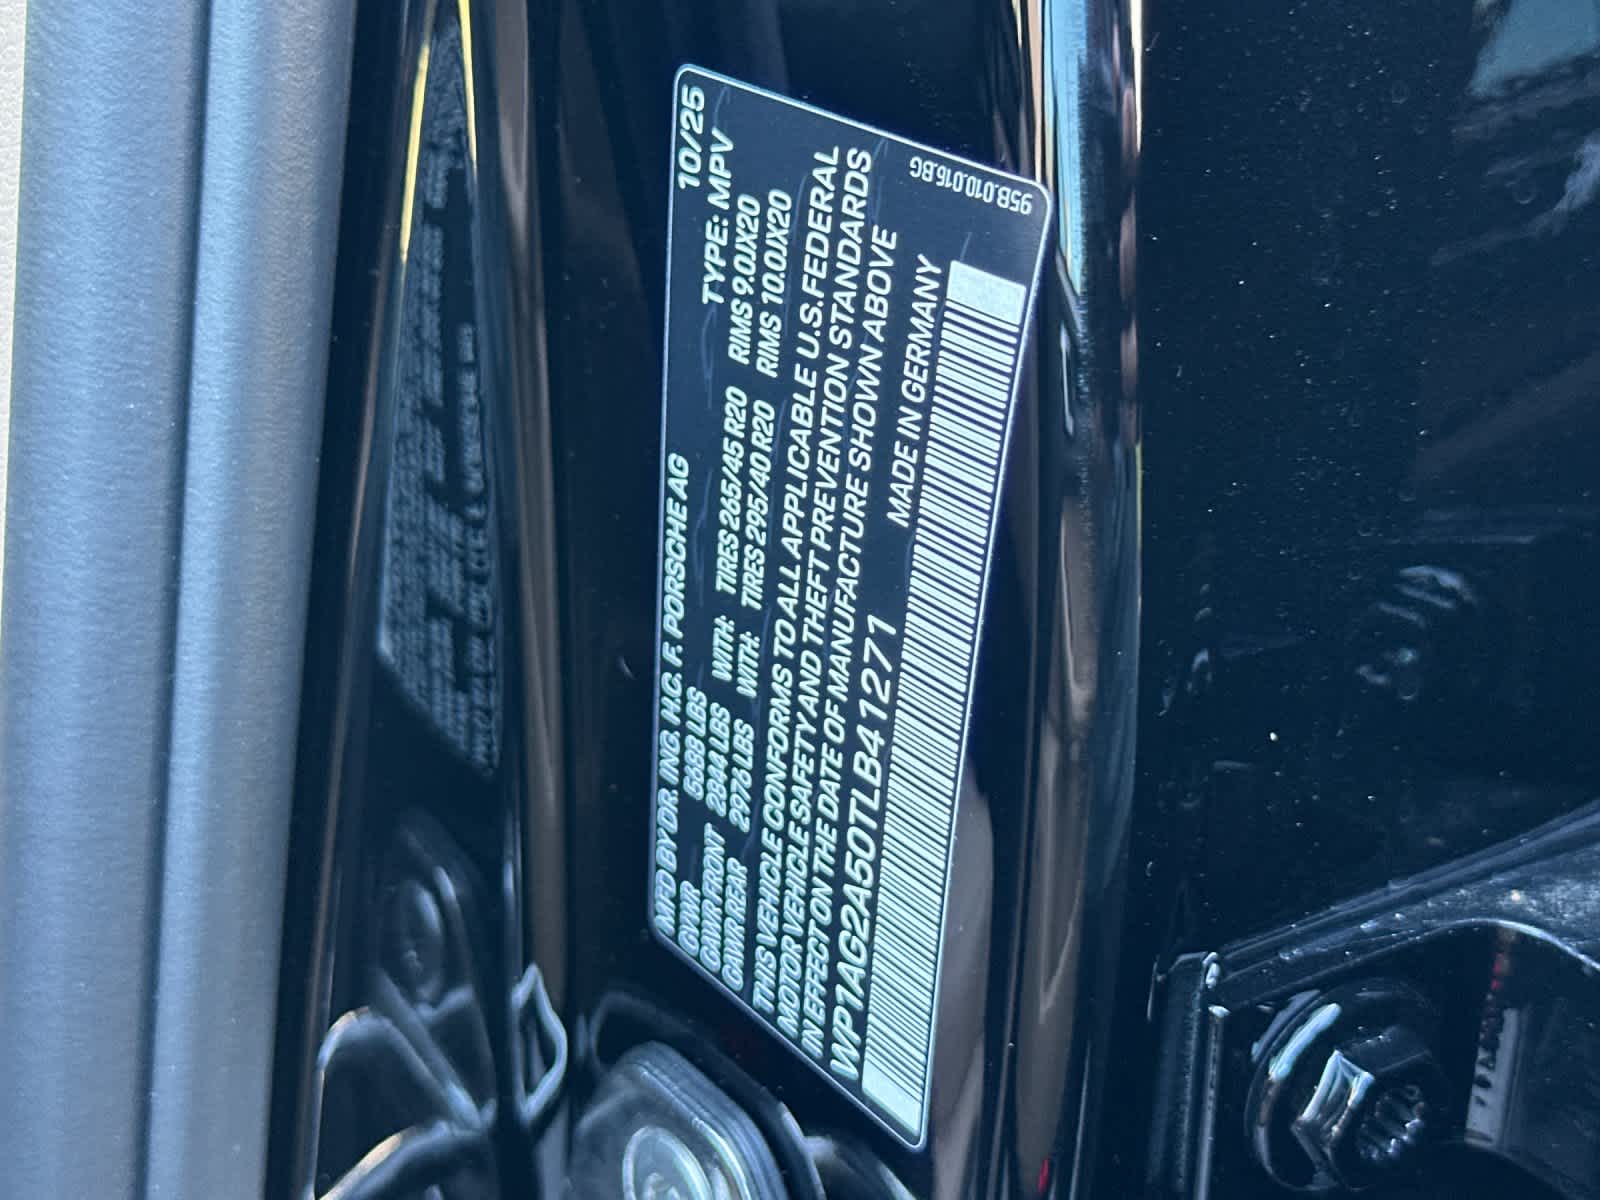 MFD BY DR. ING. H.C. F. PORSCHE AG 10/25
GVWR 5688 LBS TYPE: MPV
GAWR FRONT 2844 LBS WITH: TIRES 265/45 R20 RIMS 9.0JX20
GAWR REAR 2976 LBS WITH: TIRES 295/40 R20 RIMS 10.0JX20
THIS VEHICLE CONFORMS TO ALL APPLICABLE U.S. FEDERAL
MOTOR VEHICLE SAFETY AND THEFT PREVENTION STANDARDS
IN EFFECT ON THE DATE OF MANUFACTURE SHOWN ABOVE
WP1AG2A50TLB41271 MADE IN GERMANY
95B.010.015.BG